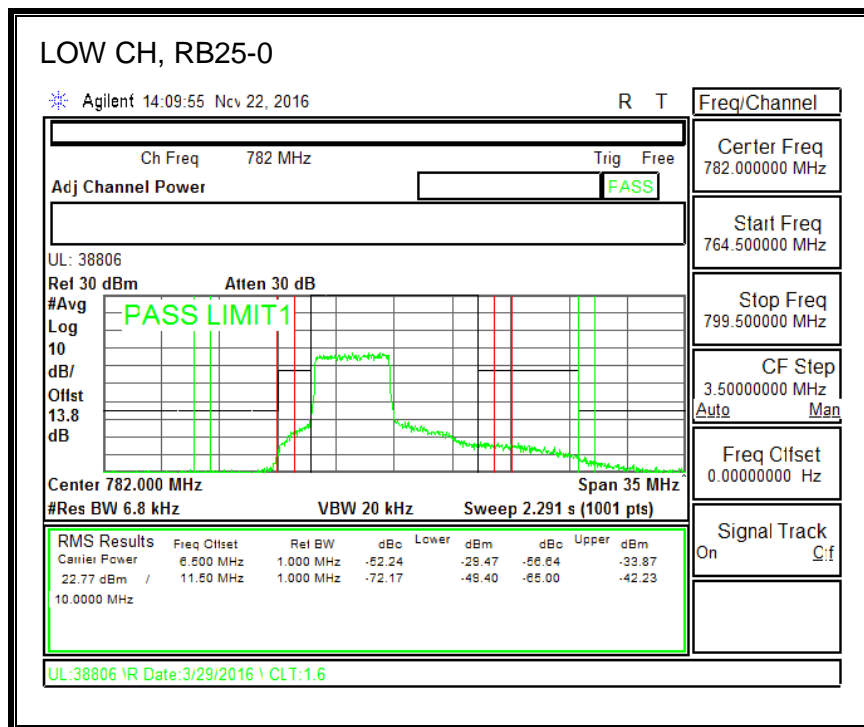 LOW CH, RB25-0
Agilent 14:09:55 Nov 22, 2016 R T
Freq/Channel
Ch Freq 782 MHz Trig Free
Adj Channel Power PASS
Center Freq
782.000000 MHz
Start Freq
764.500000 MHz
Stop Freq
799.500000 MHz
CF Step
3.50000000 MHz
Auto Man
Freq Offset
0.00000000 Hz
Signal Track
On Off
UL: 38806
Ref 30 dBm Atten 30 dB
#Avg
Log
10
dB/
Offst
13.8
dB
PASS LIMIT1
Center 782.000 MHz Span 35 MHz
#Res BW 6.8 kHz VBW 20 kHz Sweep 2.291 s (1001 pts)
RMS Results Freq Offset Ref BW dBc Lower dBm dBc Upper dBm
Carrier Power 6.500 MHz 1.000 MHz -52.24 -29.47 -56.64 -33.87
22.77 dBm / 11.50 MHz 1.000 MHz -72.17 -49.40 -65.00 -42.23
10.0000 MHz
UL:38806 \R Date:3/29/2016 \ CLT:1.6